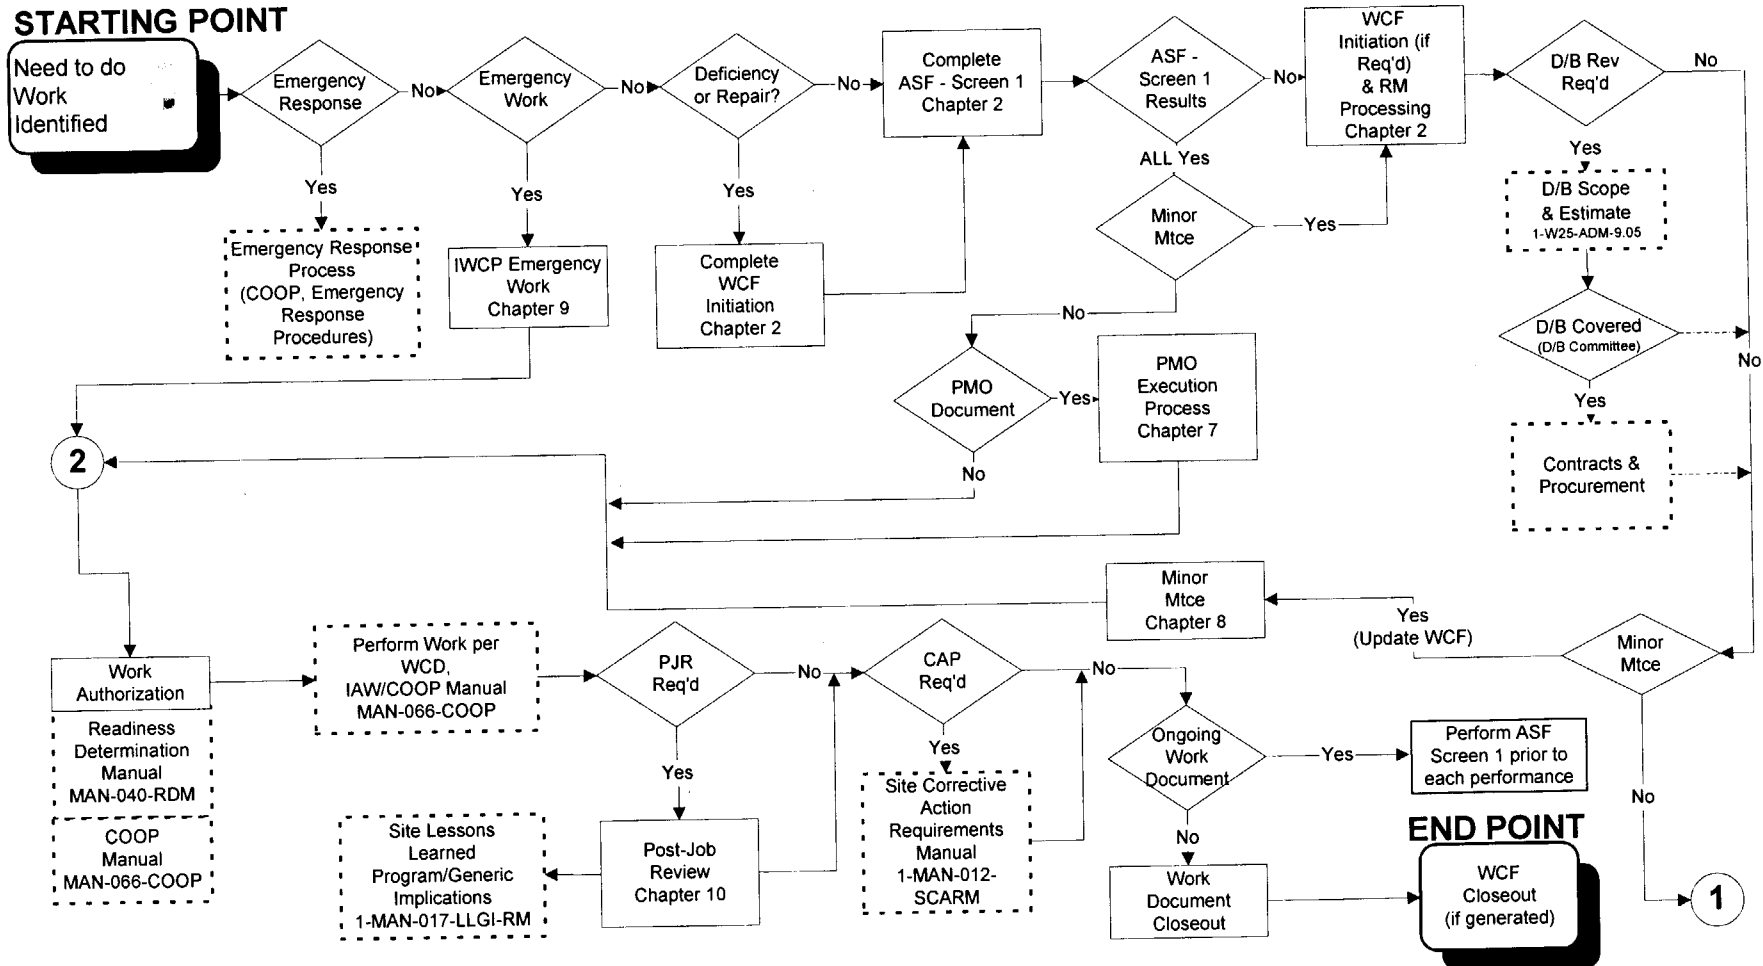 STARTING POINT
Need to do
Work
Identified
Emergency
Response
No
Emergency
Work
No
Deficiency
or Repair?
No
Complete
ASF - Screen 1
Chapter 2
ASF -
Screen 1
Results
No
WCF
Initiation (if
Req'd)
& RM
Processing
Chapter 2
D/B Rev
Req'd
No
Yes
Yes
Yes
ALL Yes
Yes
Emergency Response
Process
(COOP, Emergency
Response
Procedures)
IWCP Emergency
Work
Chapter 9
Complete
WCF
Initiation
Chapter 2
Minor
Mtce
Yes
D/B Scope
& Estimate
1-W25-ADM-9.05
No
D/B Covered
(D/B Committee)
No
PMO
Document
Yes
PMO
Execution
Process
Chapter 7
Yes
2
No
Contracts &
Procurement
Minor
Mtce
Chapter 8
Yes
(Update WCF)
Minor
Mtce
Work
Authorization
Readiness
Determination
Manual
MAN-040-RDM
COOP
Manual
MAN-066-COOP
Perform Work per
WCD,
IAW/COOP Manual
MAN-066-COOP
PJR
Req'd
No
CAP
Req'd
No
Yes
Yes
Ongoing
Work
Document
Yes
Perform ASF
Screen 1 prior to
each performance
No
Site Lessons
Learned
Program/Generic
Implications
1-MAN-017-LLGI-RM
Post-Job
Review
Chapter 10
Site Corrective
Action
Requirements
Manual
1-MAN-012-
SCARM
No
Work
Document
Closeout
END POINT
WCF
Closeout
(if generated)
1